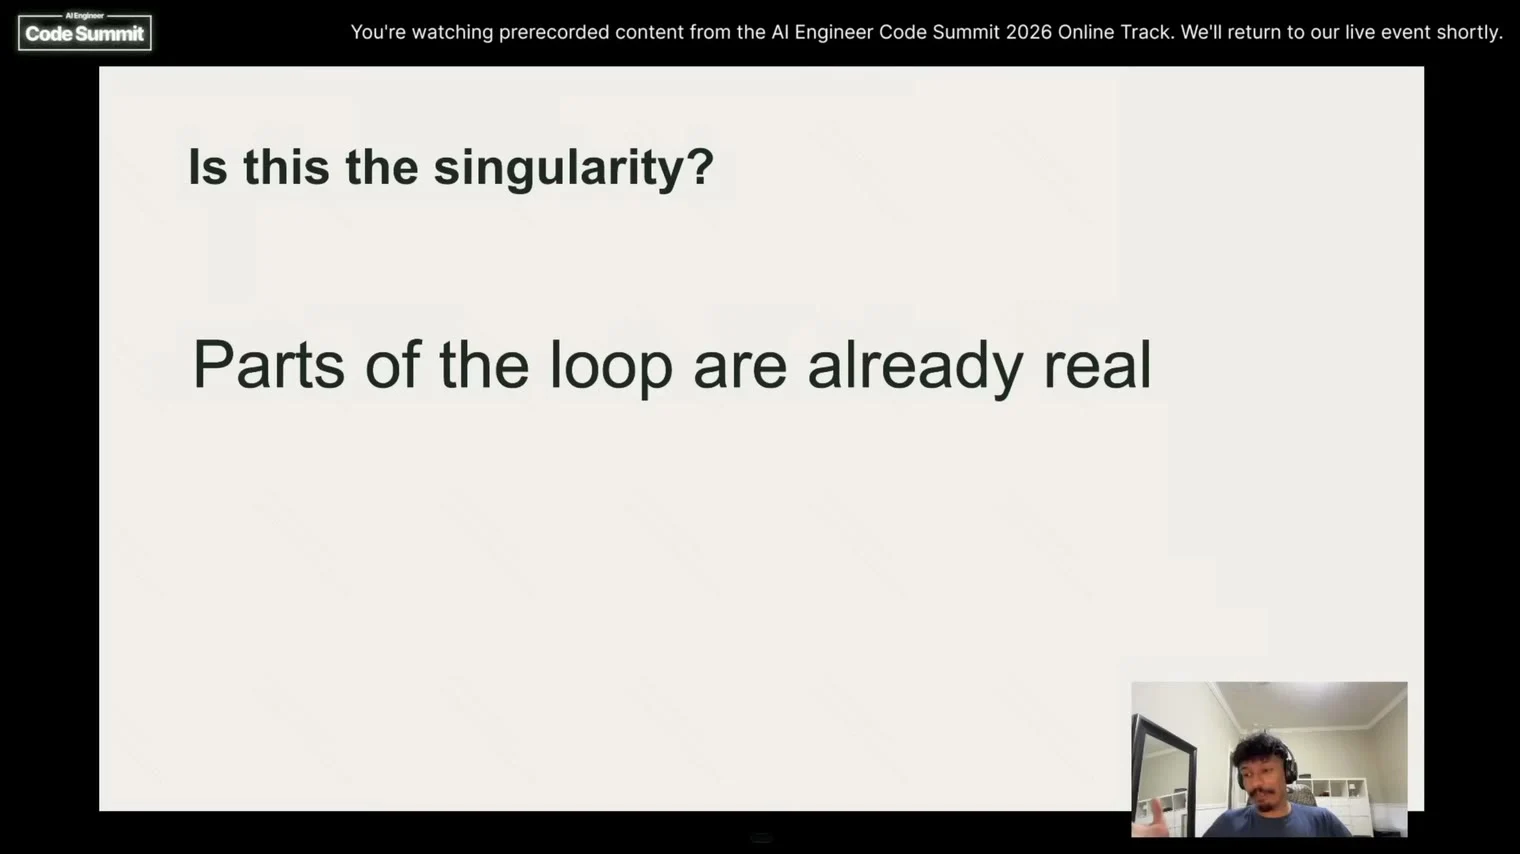 AI Engineer
Code Summit
You're watching prerecorded content from the AI Engineer Code Summit 2026 Online Track. We'll return to our live event shortly.
Is this the singularity?
Parts of the loop are already real